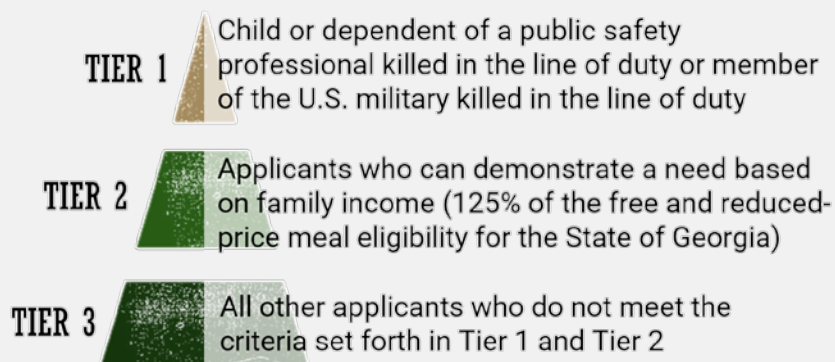 TIER 1
Child or dependent of a public safety
professional killed in the line of duty or member
of the U.S. military killed in the line of duty
TIER 2
Applicants who can demonstrate a need based
on family income (125% of the free and reduced-
price meal eligibility for the State of Georgia)
TIER 3
All other applicants who do not meet the
criteria set forth in Tier 1 and Tier 2